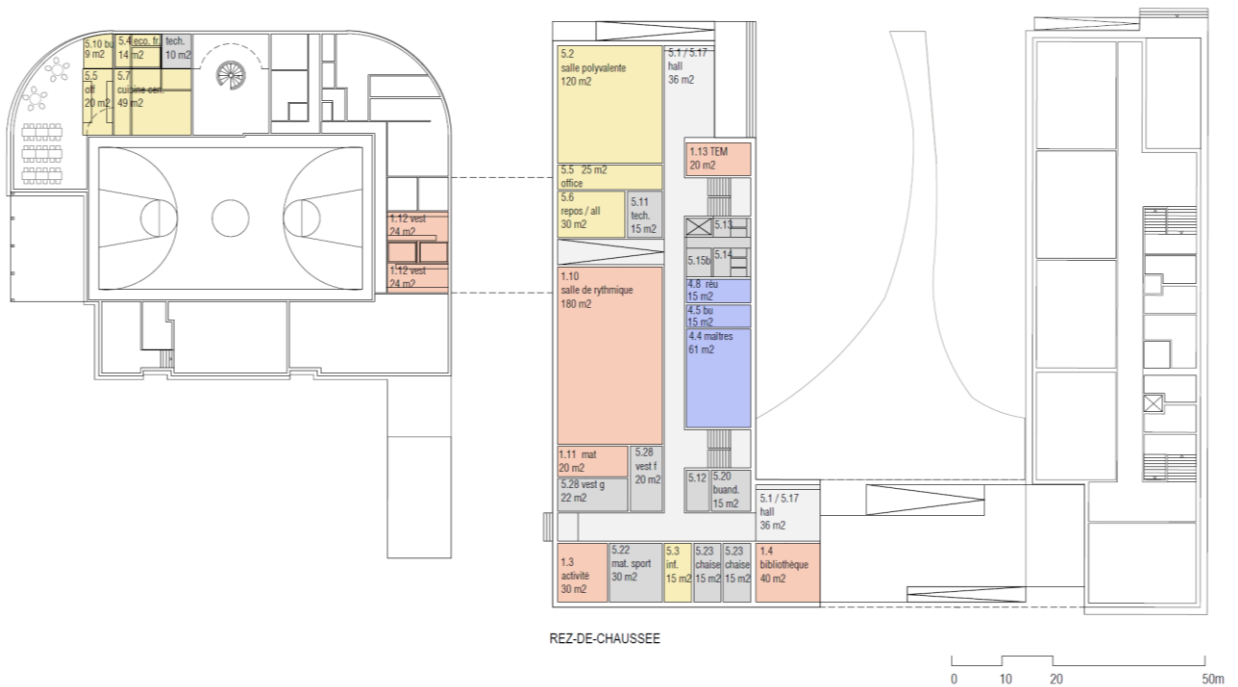 5.10 bu
9 m2
5.4 eco. fr.
14 m2
tech.
10 m2
5.5
off
20 m2
5.7
cuisine cen.
49 m2
1.12 vest
24 m2
1.12 vest
24 m2
5.2
salle polyvalente
120 m2
5.1 / 5.17
hall
36 m2
1.13 TEM
20 m2
5.5 25 m2
office
5.6
repos / all
30 m2
5.11
tech.
15 m2
5.13
5.15b
5.14
1.10
salle de rythmique
180 m2
4.8 réu
15 m2
4.5 bu
15 m2
4.4 maîtres
61 m2
1.11 mat
20 m2
5.28
vest f
20 m2
5.28 vest g
22 m2
5.12
5.20
buand.
15 m2
5.1 / 5.17
hall
36 m2
1.3
activité
30 m2
5.22
mat. sport
30 m2
5.3
inf.
15 m2
5.23
chaise
15 m2
5.23
chaise
15 m2
1.4
bibliothèque
40 m2
REZ-DE-CHAUSSEE
0 10 20 50m